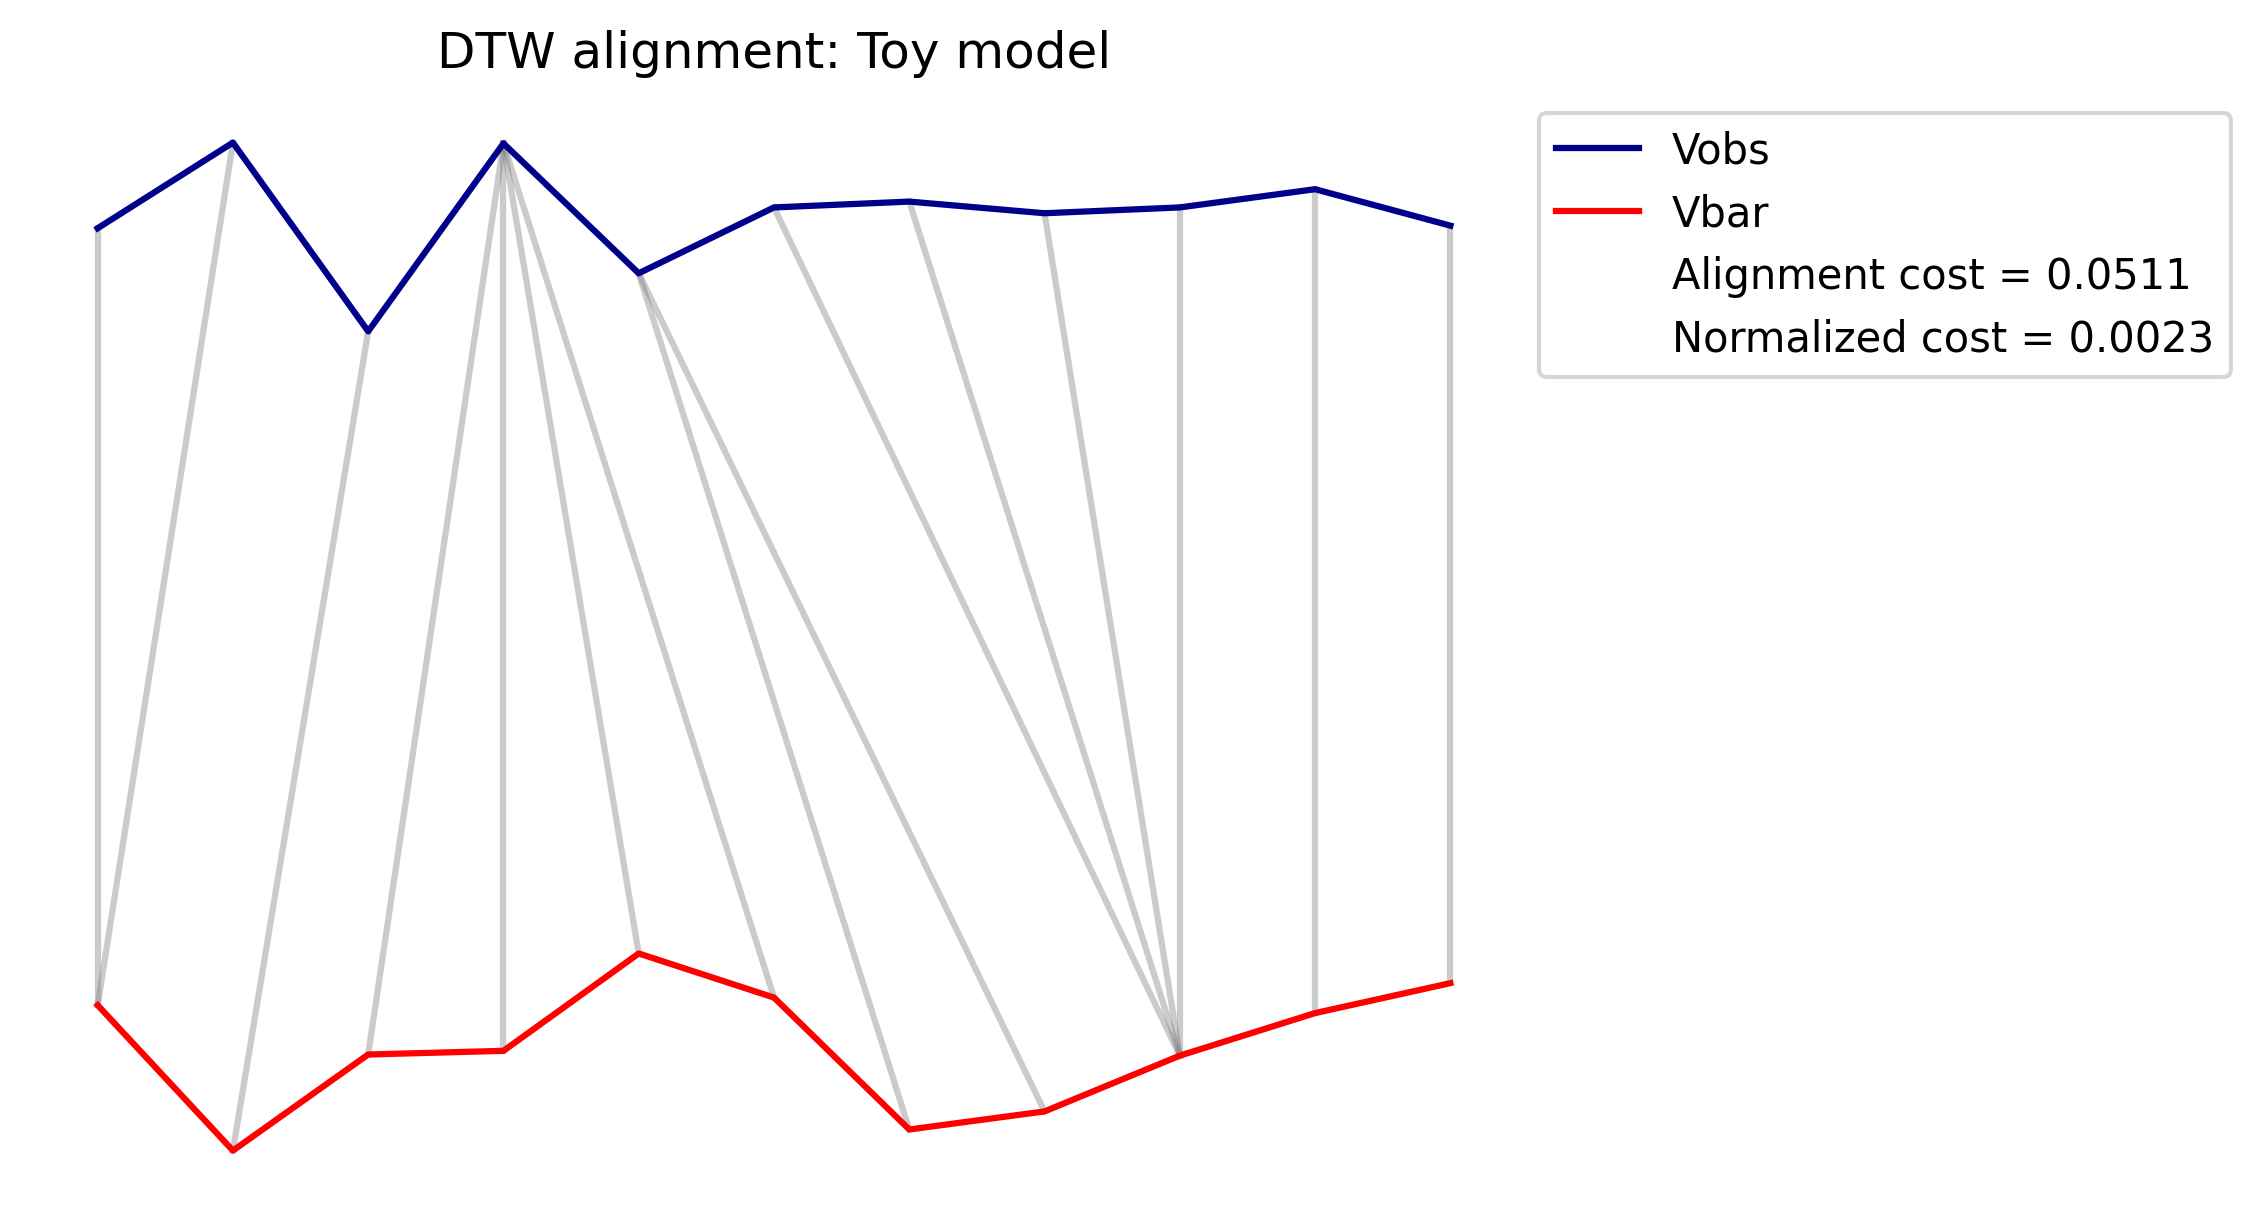 DTW alignment: Toy model
Vobs
Vbar
Alignment cost = 0.0511
Normalized cost = 0.0023